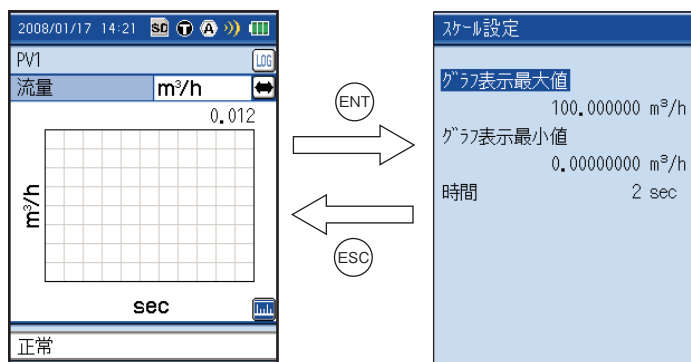 2008/01/17 14:21 SD T A
PV1 LOG
流量 m³/h
0.012
m³/h
sec
正常
ENT
ESC
スケール設定
グラフ表示最大値
100.000000 m³/h
グラフ表示最小値
0.00000000 m³/h
時間 2 sec